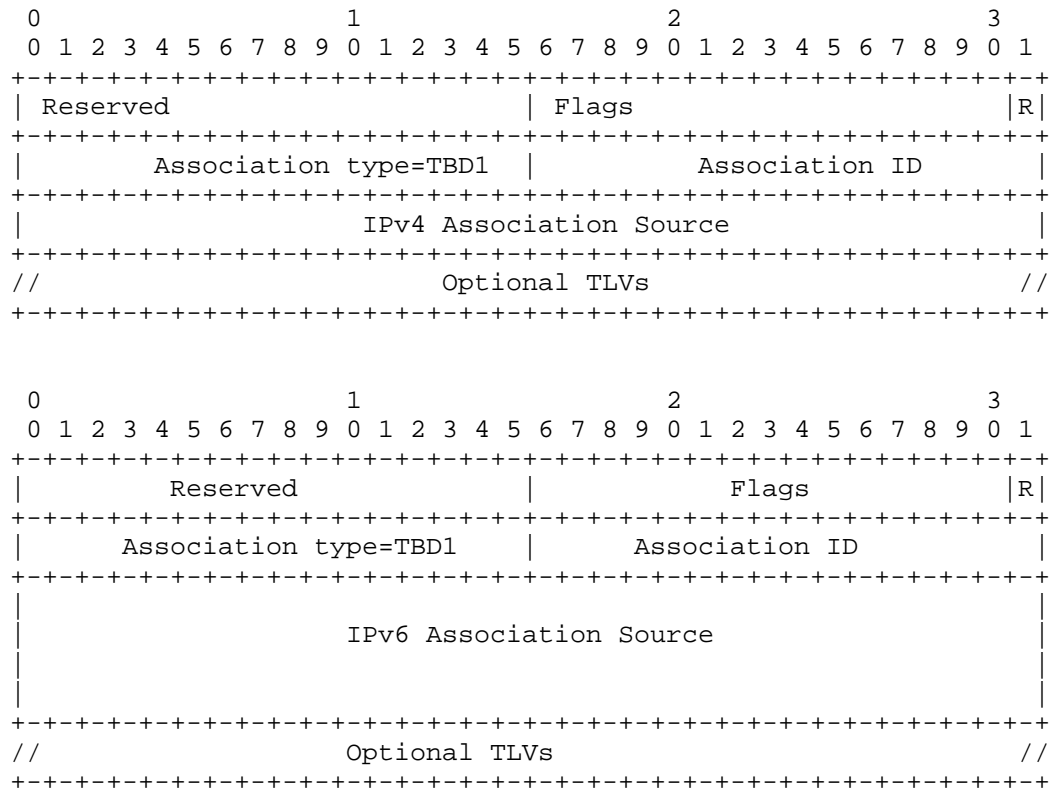 0                   1                   2                   3
 0 1 2 3 4 5 6 7 8 9 0 1 2 3 4 5 6 7 8 9 0 1 2 3 4 5 6 7 8 9 0 1
+-+-+-+-+-+-+-+-+-+-+-+-+-+-+-+-+-+-+-+-+-+-+-+-+-+-+-+-+-+-+-+-+
| Reserved                      | Flags                       |R|
+-+-+-+-+-+-+-+-+-+-+-+-+-+-+-+-+-+-+-+-+-+-+-+-+-+-+-+-+-+-+-+-+
|        Association type=TBD1  |          Association ID       |
+-+-+-+-+-+-+-+-+-+-+-+-+-+-+-+-+-+-+-+-+-+-+-+-+-+-+-+-+-+-+-+-+
|                     IPv4 Association Source                   |
+-+-+-+-+-+-+-+-+-+-+-+-+-+-+-+-+-+-+-+-+-+-+-+-+-+-+-+-+-+-+-+-+
//                         Optional TLVs                       //
+-+-+-+-+-+-+-+-+-+-+-+-+-+-+-+-+-+-+-+-+-+-+-+-+-+-+-+-+-+-+-+-+
 0                   1                   2                   3
 0 1 2 3 4 5 6 7 8 9 0 1 2 3 4 5 6 7 8 9 0 1 2 3 4 5 6 7 8 9 0 1
+-+-+-+-+-+-+-+-+-+-+-+-+-+-+-+-+-+-+-+-+-+-+-+-+-+-+-+-+-+-+-+-+
|         Reserved              |            Flags            |R|
+-+-+-+-+-+-+-+-+-+-+-+-+-+-+-+-+-+-+-+-+-+-+-+-+-+-+-+-+-+-+-+-+
|      Association type=TBD1    |      Association ID           |
+-+-+-+-+-+-+-+-+-+-+-+-+-+-+-+-+-+-+-+-+-+-+-+-+-+-+-+-+-+-+-+-+
|                                                               |
|                    IPv6 Association Source                    |
|                                                               |
|                                                               |
+-+-+-+-+-+-+-+-+-+-+-+-+-+-+-+-+-+-+-+-+-+-+-+-+-+-+-+-+-+-+-+-+
//                   Optional TLVs                             //
+-+-+-+-+-+-+-+-+-+-+-+-+-+-+-+-+-+-+-+-+-+-+-+-+-+-+-+-+-+-+-+-+